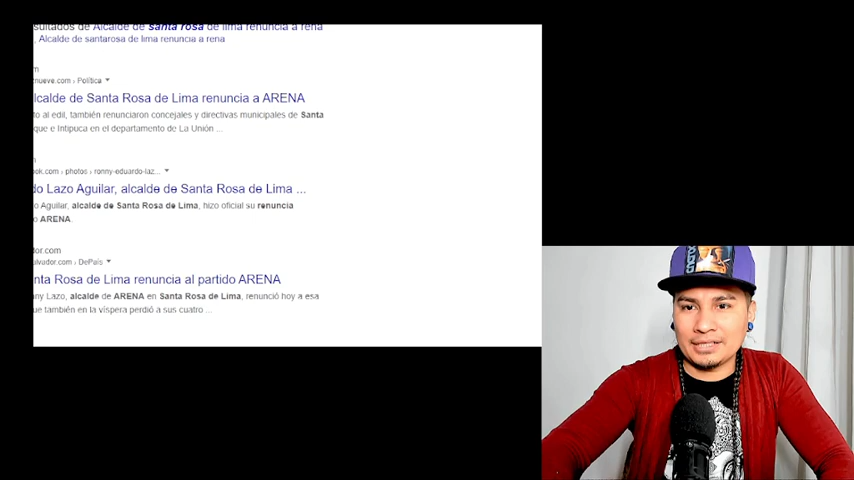 sultados de Alcalde de santa rosa de lima renuncia a rena
, Alcalde de santarosa de lima renuncia a rena
m
znueve.com › Política
lcalde de Santa Rosa de Lima renuncia a ARENA
to al edil, también renunciaron concejales y directivas municipales de Santa
que e Intipuca en el departamento de La Unión ...
ook.com › photos › ronny-eduardo-laz...
do Lazo Aguilar, alcalde de Santa Rosa de Lima ...
o Aguilar, alcalde de Santa Rosa de Lima, hizo oficial su renuncia
o ARENA.
dor.com
salvador.com › DePaís
nta Rosa de Lima renuncia al partido ARENA
nny Lazo, alcalde de ARENA en Santa Rosa de Lima, renunció hoy a esa
ue también en la víspera perdió a sus cuatro ...